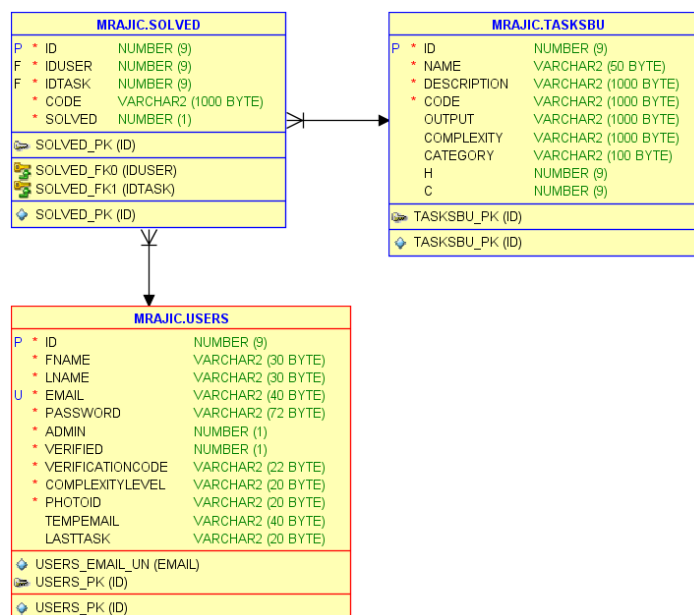 MRAJIC.SOLVED
P * ID NUMBER (9)
F * IDUSER NUMBER (9)
F * IDTASK NUMBER (9)
* CODE VARCHAR2 (1000 BYTE)
* SOLVED NUMBER (1)
SOLVED_PK (ID)
SOLVED_FK0 (IDUSER)
SOLVED_FK1 (IDTASK)
SOLVED_PK (ID)
MRAJIC.TASKSBU
P * ID NUMBER (9)
* NAME VARCHAR2 (50 BYTE)
* DESCRIPTION VARCHAR2 (1000 BYTE)
* CODE VARCHAR2 (1000 BYTE)
OUTPUT VARCHAR2 (1000 BYTE)
COMPLEXITY VARCHAR2 (1000 BYTE)
CATEGORY VARCHAR2 (100 BYTE)
H NUMBER (9)
C NUMBER (9)
TASKSBU_PK (ID)
TASKSBU_PK (ID)
MRAJIC.USERS
P * ID NUMBER (9)
* FNAME VARCHAR2 (30 BYTE)
* LNAME VARCHAR2 (30 BYTE)
U * EMAIL VARCHAR2 (40 BYTE)
* PASSWORD VARCHAR2 (72 BYTE)
* ADMIN NUMBER (1)
* VERIFIED NUMBER (1)
* VERIFICATIONCODE VARCHAR2 (22 BYTE)
* COMPLEXITYLEVEL VARCHAR2 (20 BYTE)
* PHOTOID VARCHAR2 (20 BYTE)
TEMPEMAIL VARCHAR2 (40 BYTE)
LASTTASK VARCHAR2 (20 BYTE)
USERS_EMAIL_UN (EMAIL)
USERS_PK (ID)
USERS_PK (ID)